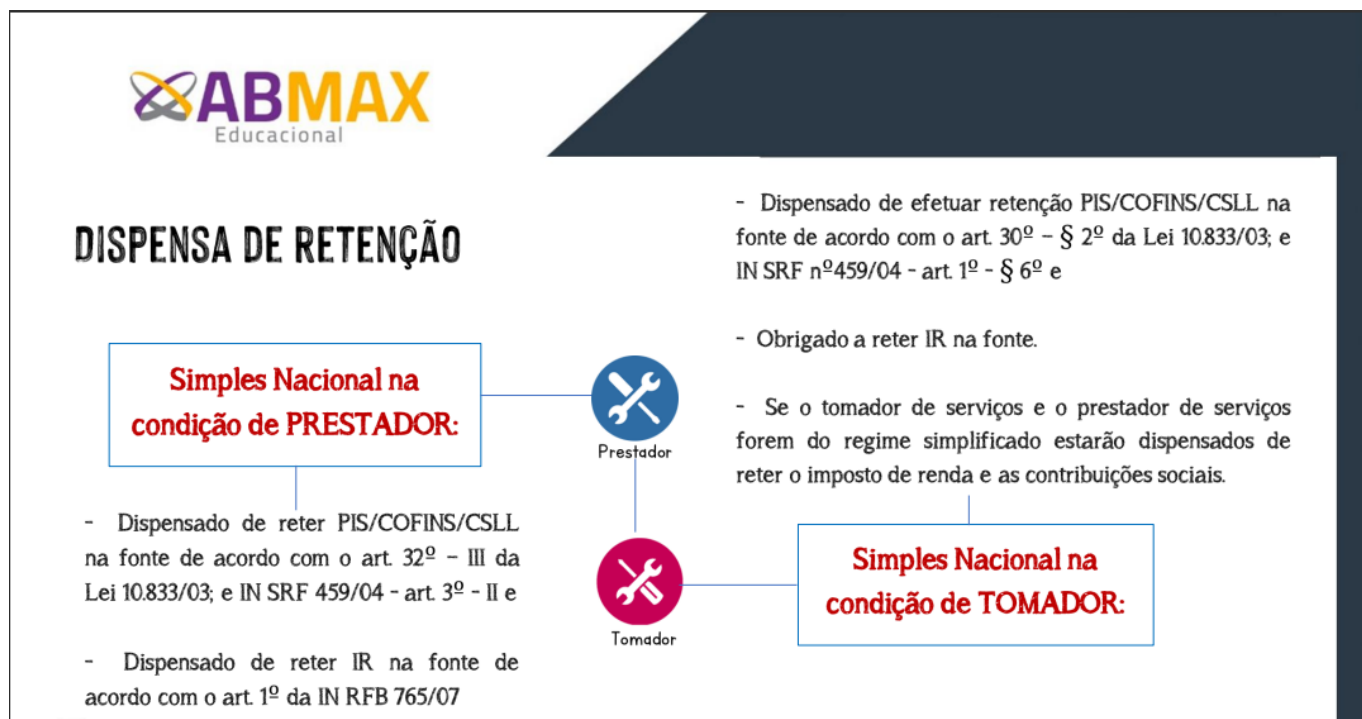 ABMAX
Educacional
DISPENSA DE RETENÇÃO
Simples Nacional na
condição de PRESTADOR:
- Dispensado de reter PIS/COFINS/CSLL
na fonte de acordo com o art. 32º – III da
Lei 10.833/03; e IN SRF 459/04 - art. 3º - II e
- Dispensado de reter IR na fonte de
acordo com o art. 1º da IN RFB 765/07
Prestador
Tomador
- Dispensado de efetuar retenção PIS/COFINS/CSLL na
fonte de acordo com o art. 30º – § 2º da Lei 10.833/03; e
IN SRF nº459/04 - art. 1º - § 6º e
- Obrigado a reter IR na fonte.
- Se o tomador de serviços e o prestador de serviços
forem do regime simplificado estarão dispensados de
reter o imposto de renda e as contribuições sociais.
Simples Nacional na
condição de TOMADOR: